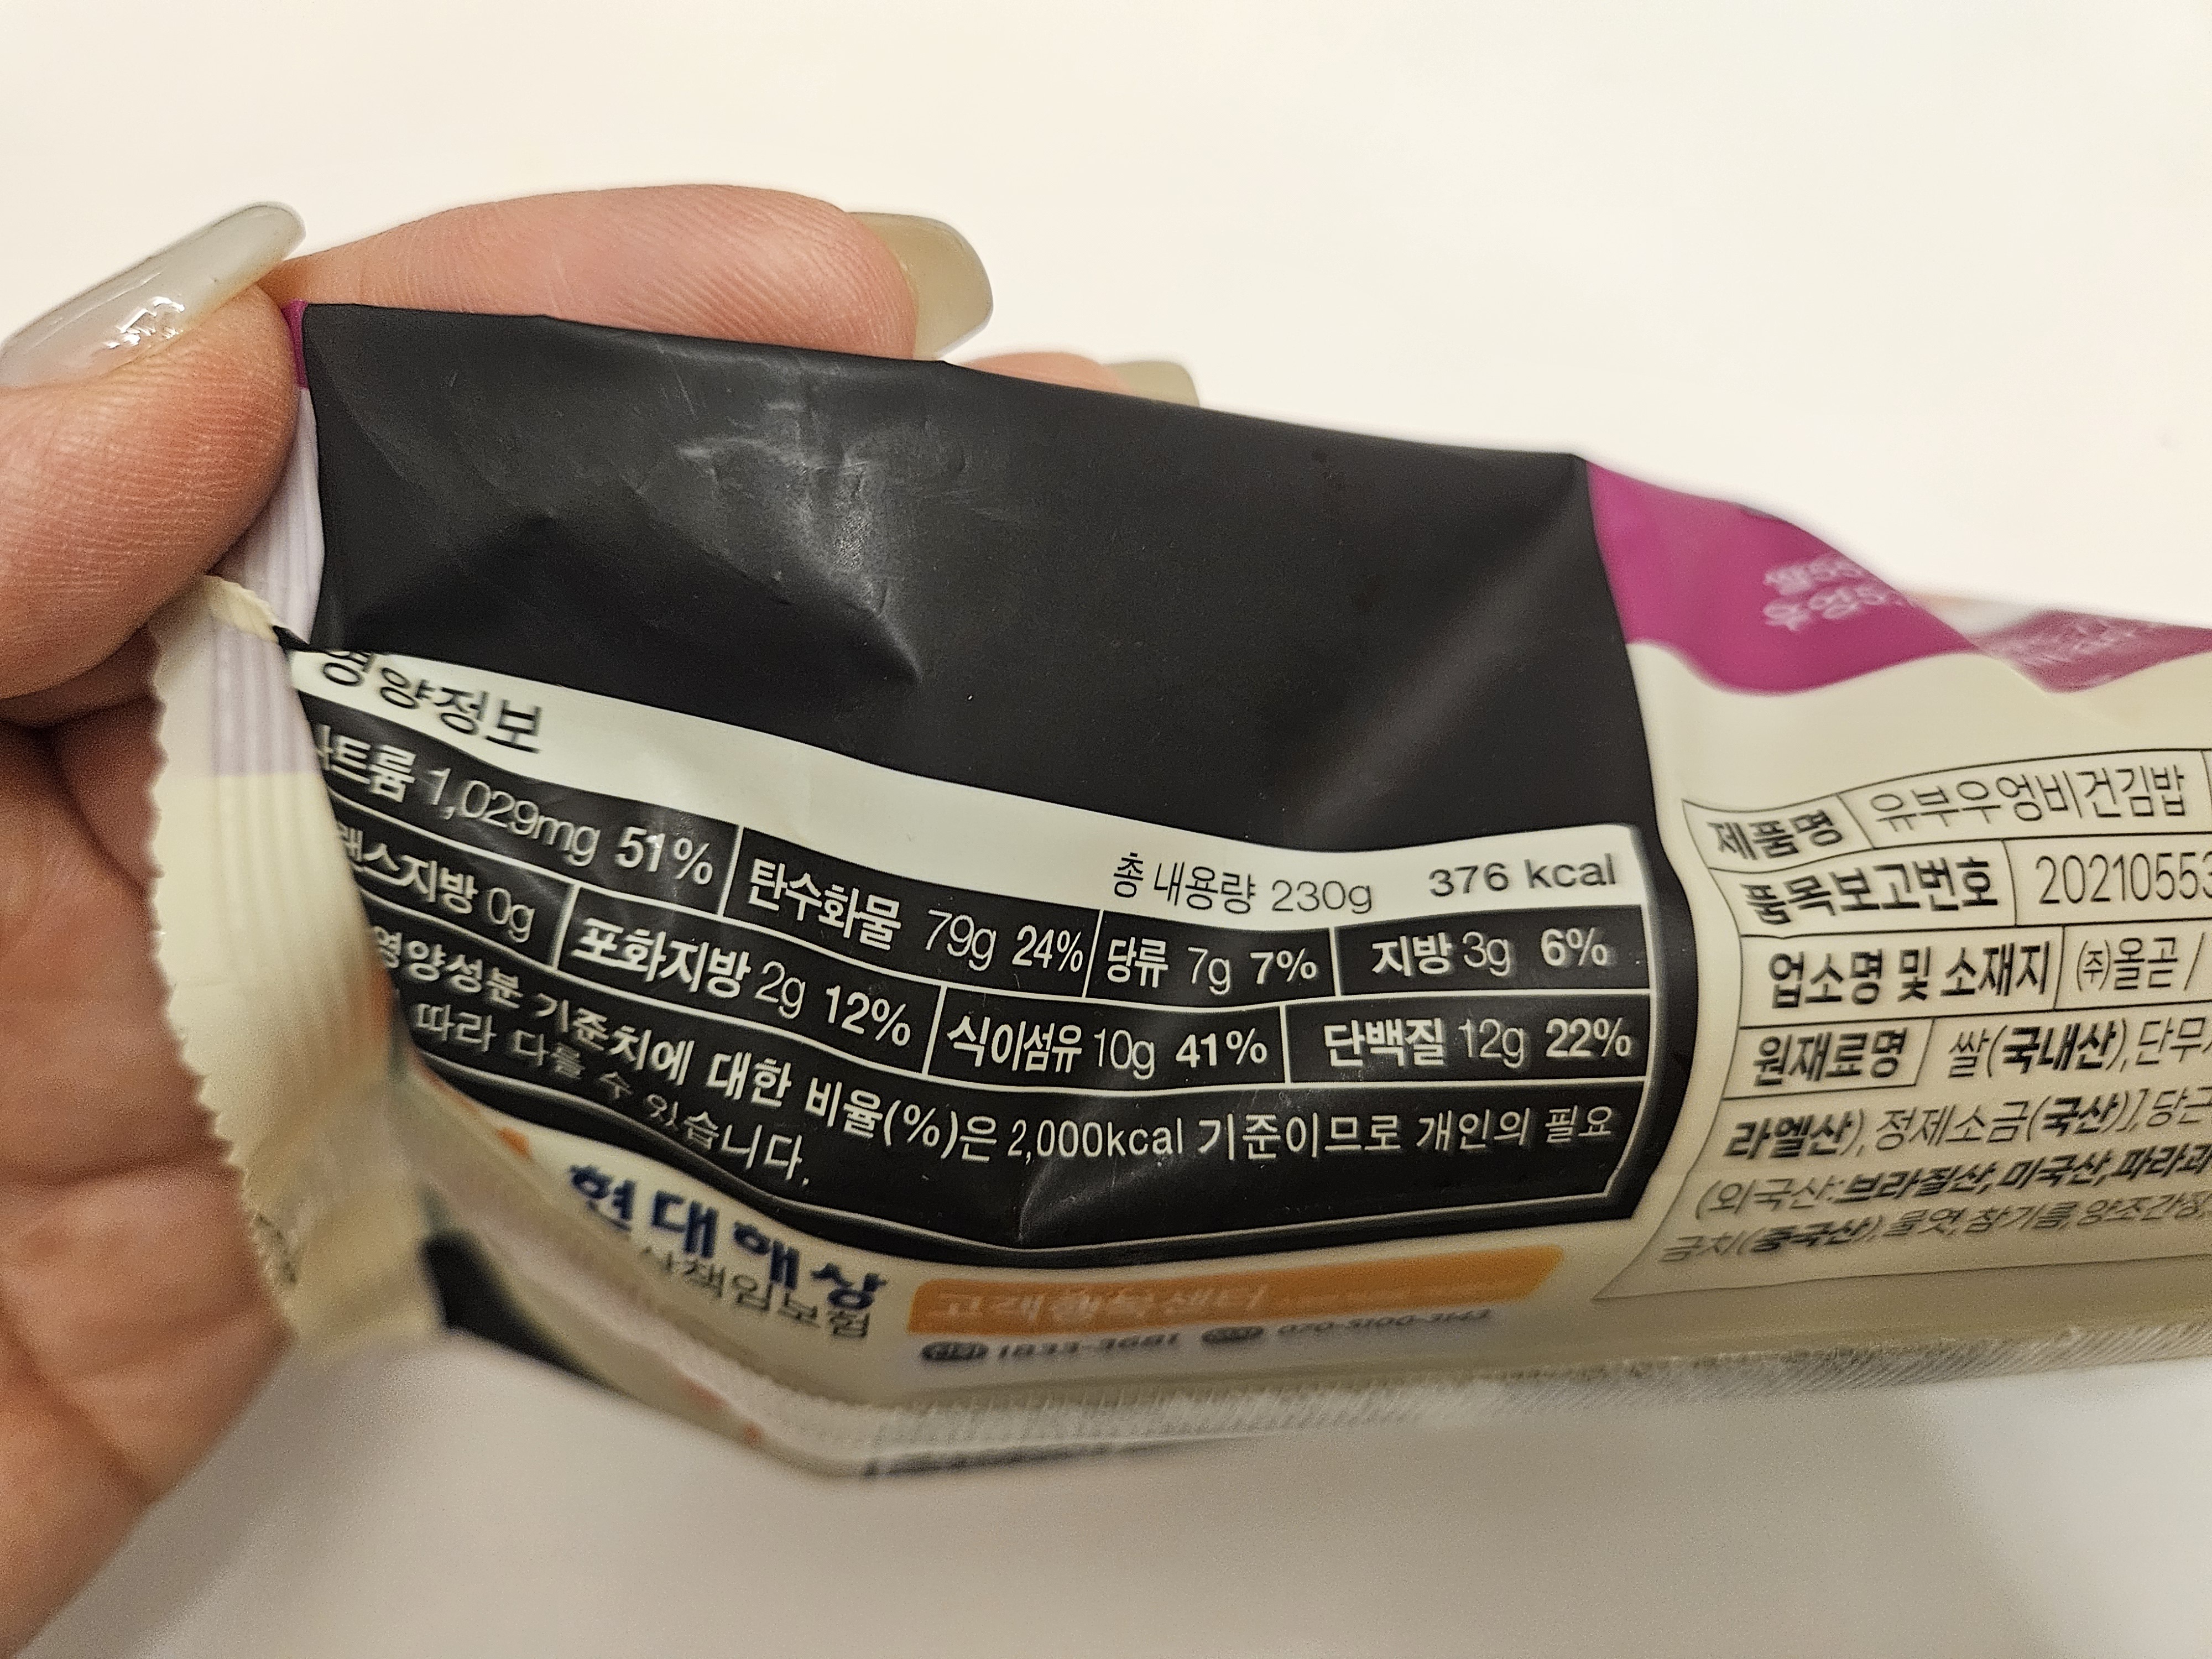 영양정보
총 내용량 230g 376 kcal
나트륨 1,029mg 51% 탄수화물 79g 24% 당류 7g 7% 지방 3g 6%
랜스지방 0g 포화지방 2g 12% 식이섬유 10g 41% 단백질 12g 22%
영양성분 기준치에 대한 비율(%)은 2,000kcal 기준이므로 개인의 필요
따라 다를 수 있습니다.
현대해상
책임보험
고래행복센터
1833-3681 070-5100-3143
제품명 유부우엉비건김밥
품목보고번호 20210553
업소명 및 소재지 ㈜올곧 /
원재료명 쌀(국내산),단무
라엘산), 정제소금(국산)],당근
(외국산:브라질산,미국산,파라과
금치(중국산),물엿,참기름,양조간장